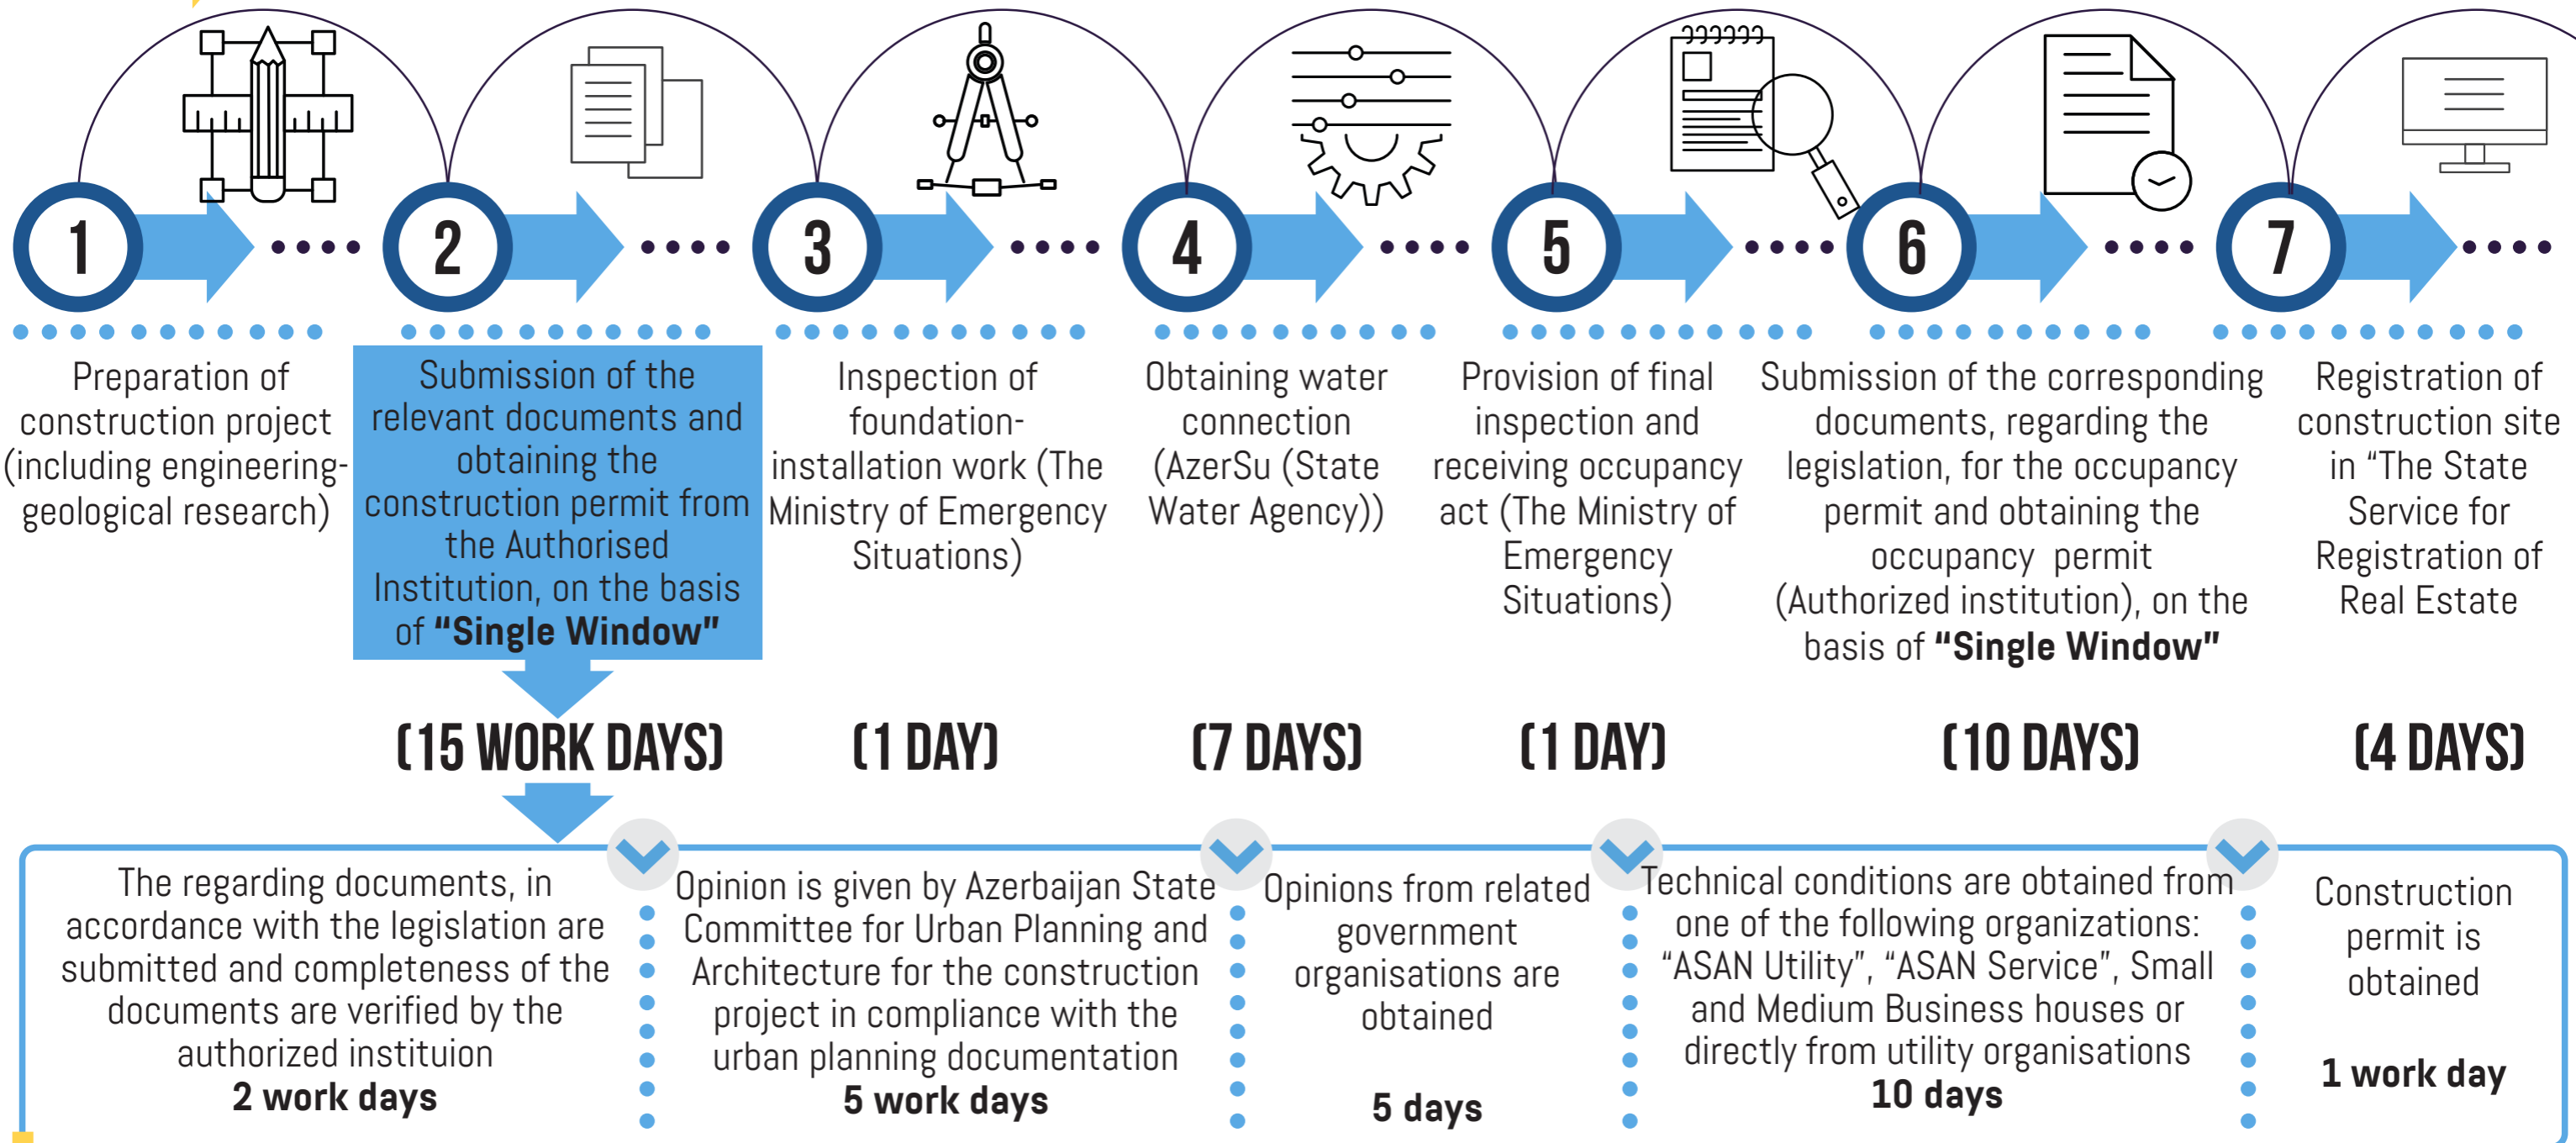 1
2
3
4
5
6
7
Preparation of
construction project
(including engineering-
geological research)
Submission of the
relevant documents and
obtaining the
construction permit from
the Authorised
Institution, on the basis
of “Single Window”
Inspection of
foundation-
installation work (The
Ministry of Emergency
Situations)
Obtaining water
connection
(AzerSu (State
Water Agency))
Provision of final
inspection and
receiving occupancy
act (The Ministry of
Emergency
Situations)
Submission of the corresponding
documents, regarding the
legislation, for the occupancy
permit and obtaining the
occupancy permit
(Authorized institution), on the
basis of “Single Window”
Registration of
construction site
in “The State
Service for
Registration of
Real Estate
(15 WORK DAYS)
(1 DAY)
(7 DAYS)
(1 DAY)
(10 DAYS)
(4 DAYS)
The regarding documents, in
accordance with the legislation are
submitted and completeness of the
documents are verified by the
authorized instituion
2 work days
Opinion is given by Azerbaijan State
Committee for Urban Planning and
Architecture for the construction
project in compliance with the
urban planning documentation
5 work days
Opinions from related
government
organisations are
obtained
5 days
Technical conditions are obtained from
one of the following organizations:
“ASAN Utility”, “ASAN Service”, Small
and Medium Business houses or
directly from utility organisations
10 days
Construction
permit is
obtained
1 work day